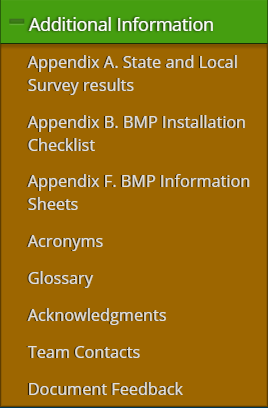 Additional Information
Appendix A. State and Local
Survey results
Appendix B. BMP Installation
Checklist
Appendix F. BMP Information
Sheets
Acronyms
Glossary
Acknowledgments
Team Contacts
Document Feedback